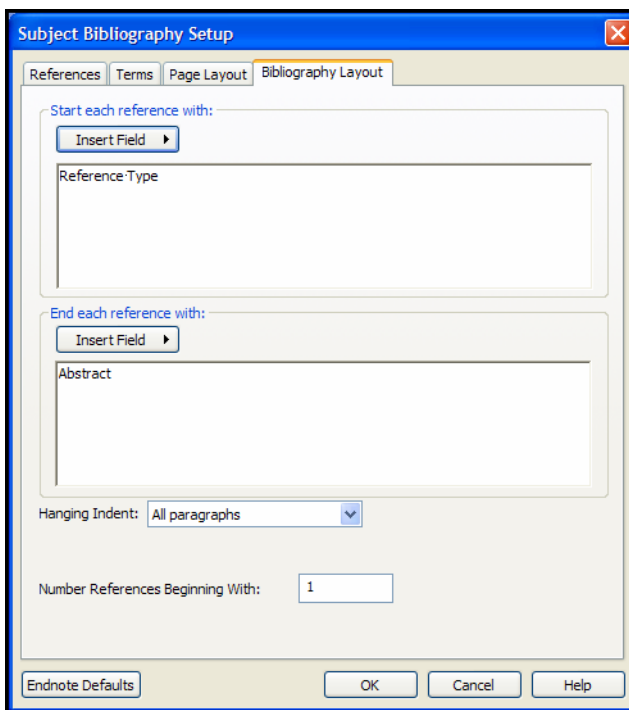 Subject Bibliography Setup
References Terms Page Layout Bibliography Layout
Start each reference with:
Insert Field
Reference·Type
End each reference with:
Insert Field
Abstract
Hanging Indent: All paragraphs
Number References Beginning With: 1
Endnote Defaults OK Cancel Help